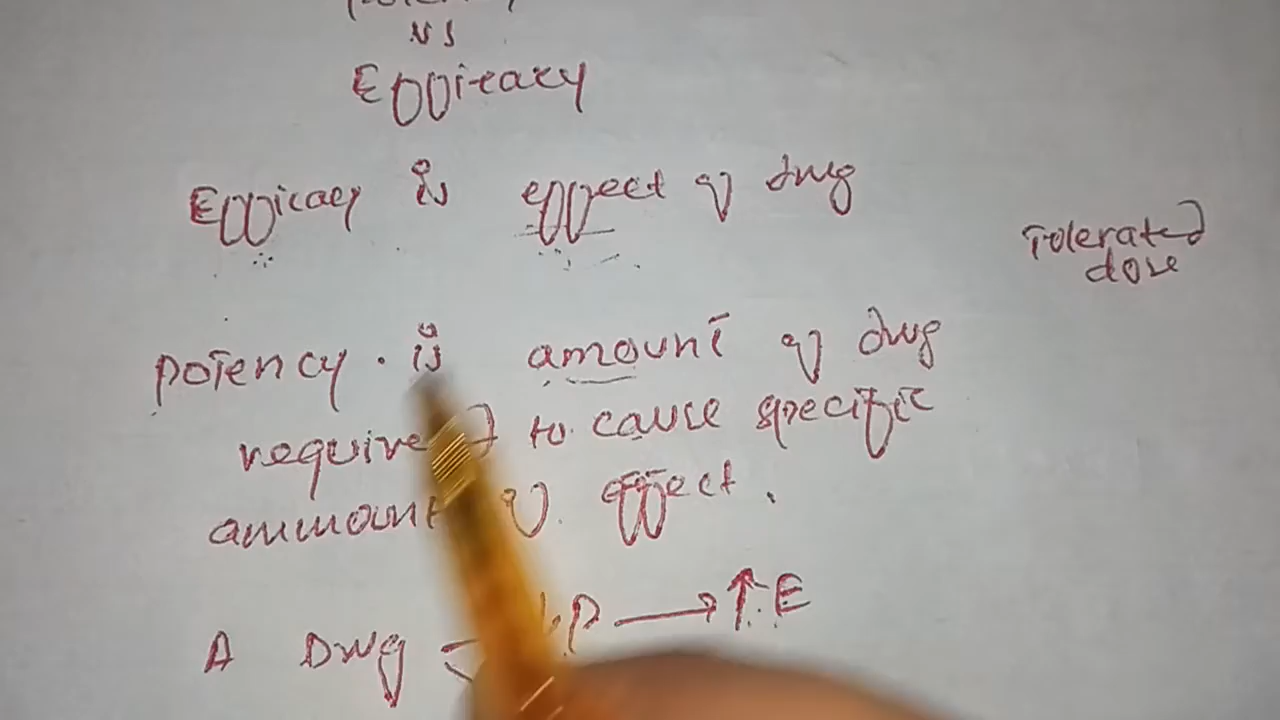 vs
Efficacy
Efficacy is effect of drug
Tolerated
dose
Potency is amount of drug
required to cause specific
ammount of effect.
P → ↑ E
A Drug